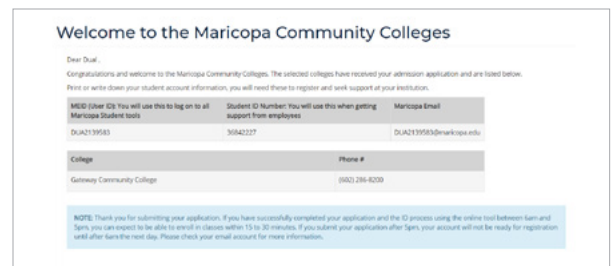 Welcome to the Maricopa Community Colleges
Dear Dual ,
Congratulations and welcome to the Maricopa Community Colleges. The selected colleges have received your admission application and are listed below.
Print or write down your student account information, you will need these to register and seek support at your institution.
MEID (User ID): You will use this to log on to all Maricopa Student tools
Student ID Number: You will use this when getting support from employees
Maricopa Email
DUA2139583
36842227
DUA2139583@maricopa.edu
College
Phone #
Gateway Community College
(602) 286-8200
NOTE: Thank you for submitting your application. If you have successfully completed your application and the ID process using the online tool between 6am and
5pm, you can expect to be able to enroll in classes within 15 to 30 minutes. If you submit your application after 5pm, your account will not be ready for registration
until after 6am the next day. Please check your email account for more information.